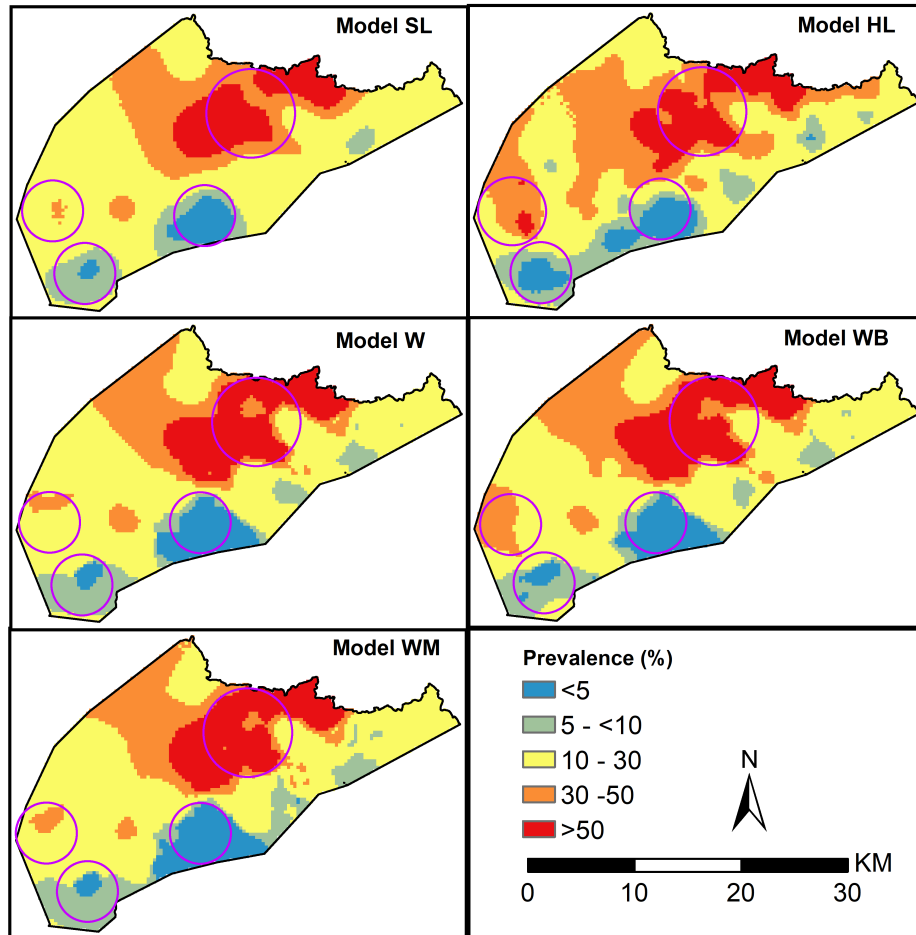 Model SL
Model HL
Model W
Model WB
Model WM
Prevalence (%)
<5
5 - <10
10 - 30
30 -50
>50
N
KM
0 10 20 30